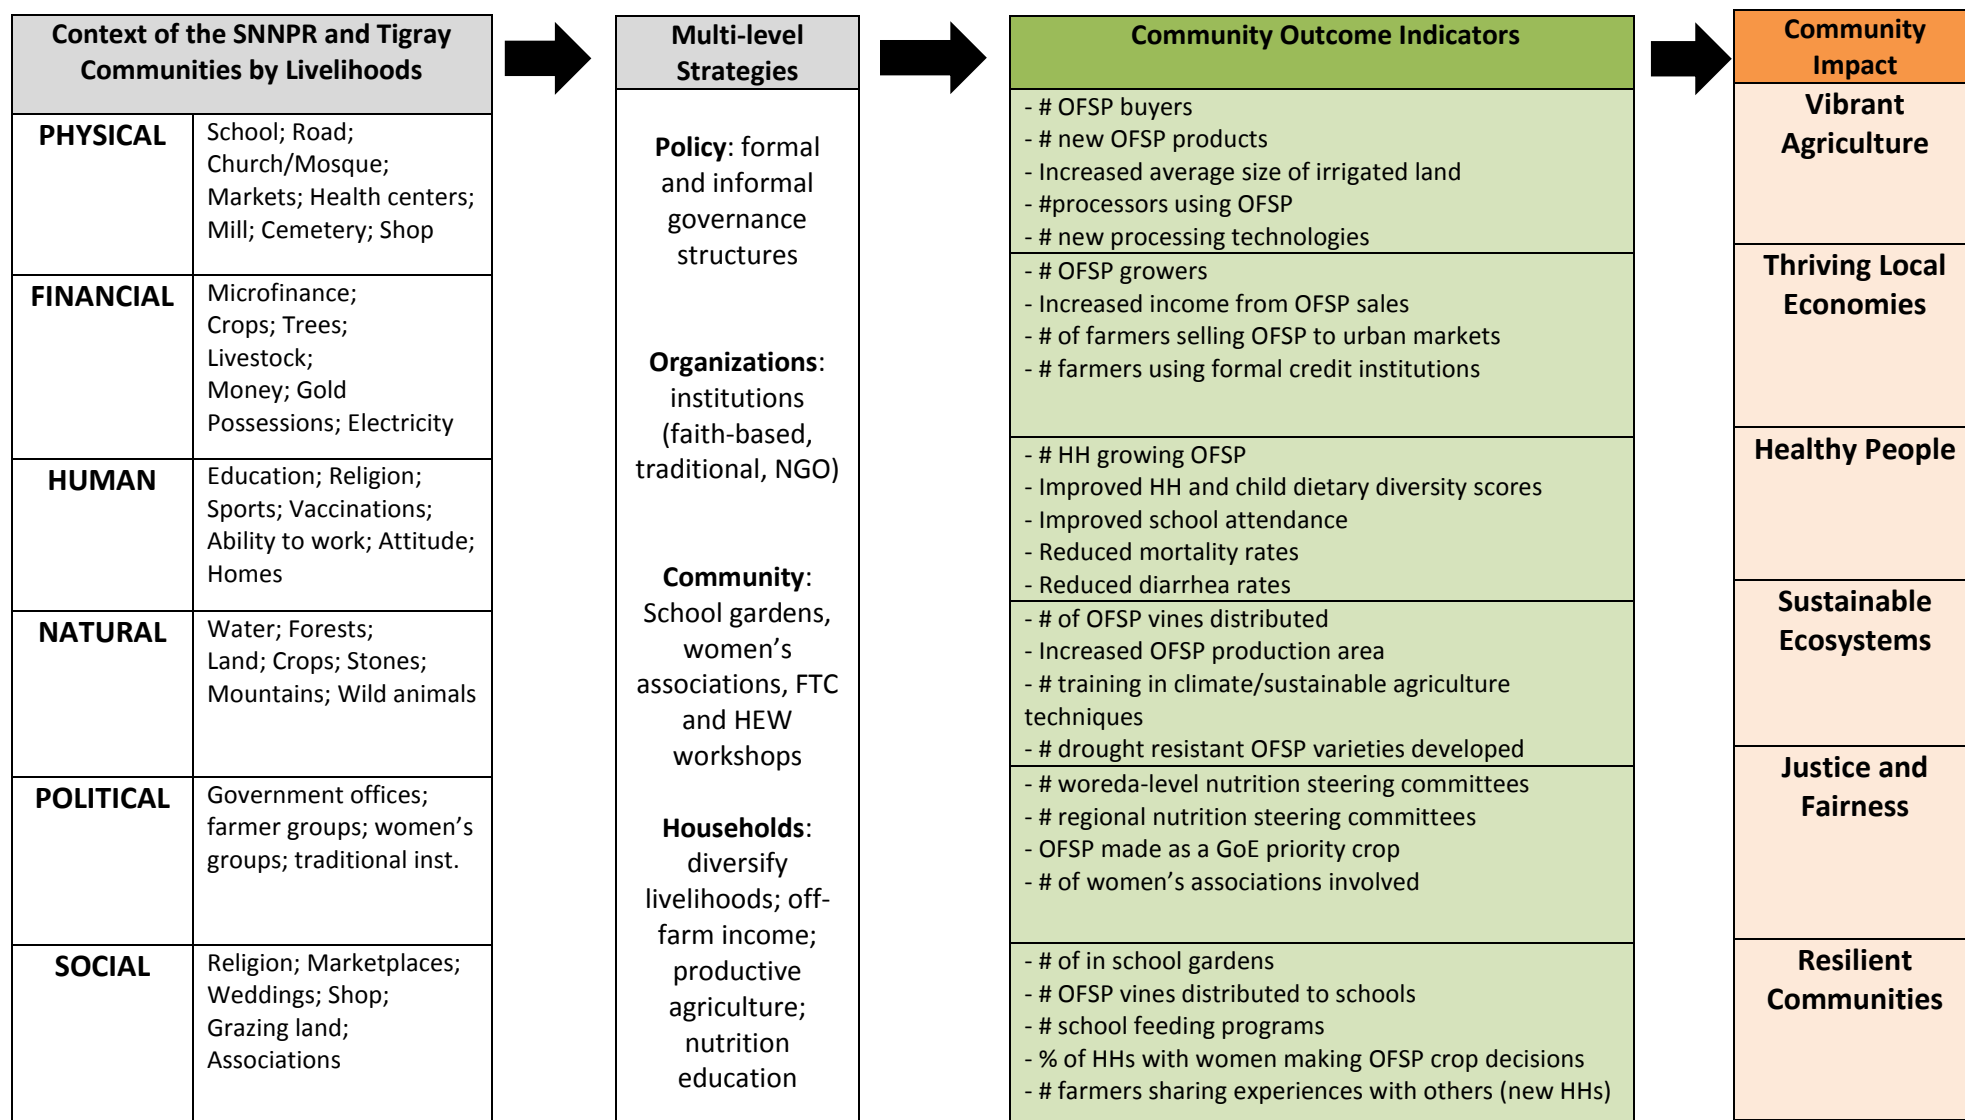 Context of the SNNPR and Tigray
Communities by Livelihoods
PHYSICAL
School; Road;
Church/Mosque;
Markets; Health centers;
Mill; Cemetery; Shop
FINANCIAL
Microfinance;
Crops; Trees;
Livestock;
Money; Gold
Possessions; Electricity
HUMAN
Education; Religion;
Sports; Vaccinations;
Ability to work; Attitude;
Homes
NATURAL
Water; Forests;
Land; Crops; Stones;
Mountains; Wild animals
POLITICAL
Government offices;
farmer groups; women’s
groups; traditional inst.
SOCIAL
Religion; Marketplaces;
Weddings; Shop;
Grazing land;
Associations
Multi-level
Strategies
Policy: formal
and informal
governance
structures
Organizations:
institutions
(faith-based,
traditional, NGO)
Community:
School gardens,
women’s
associations, FTC
and HEW
workshops
Households:
diversify
livelihoods; off-
farm income;
productive
agriculture;
nutrition
education
Community Outcome Indicators
- # OFSP buyers
- # new OFSP products
- Increased average size of irrigated land
- #processors using OFSP
- # new processing technologies
- # OFSP growers
- Increased income from OFSP sales
- # of farmers selling OFSP to urban markets
- # farmers using formal credit institutions
- # HH growing OFSP
- Improved HH and child dietary diversity scores
- Improved school attendance
- Reduced mortality rates
- Reduced diarrhea rates
- # of OFSP vines distributed
- Increased OFSP production area
- # training in climate/sustainable agriculture
techniques
- # drought resistant OFSP varieties developed
- # woreda-level nutrition steering committees
- # regional nutrition steering committees
- OFSP made as a GoE priority crop
- # of women’s associations involved
- # of in school gardens
- # OFSP vines distributed to schools
- # school feeding programs
- % of HHs with women making OFSP crop decisions
- # farmers sharing experiences with others (new HHs)
Community
Impact
Vibrant
Agriculture
Thriving Local
Economies
Healthy People
Sustainable
Ecosystems
Justice and
Fairness
Resilient
Communities